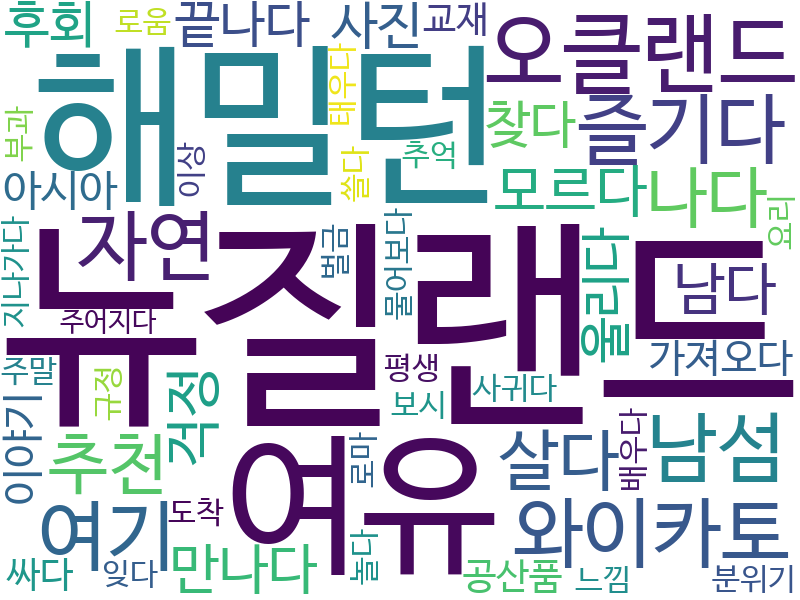 후회
로움
끝나다
사진
교재
오클랜드
해밀턴
태우다
부과
이상
찾다
즐기다
추억
쓸다
아시아
모르다
나다
요리
자연
벌금
물어보다
지나가다
뉴질랜드
울리다
남다
주어지다
가져오다
주말
규정
걱정
평생
사귀다
보시
이야기
추천
여유
로마
살다
배우다
남섬
여기
도착
와이카토
싸다
잊다
만나다
놀다
공산품
느낌
분위기